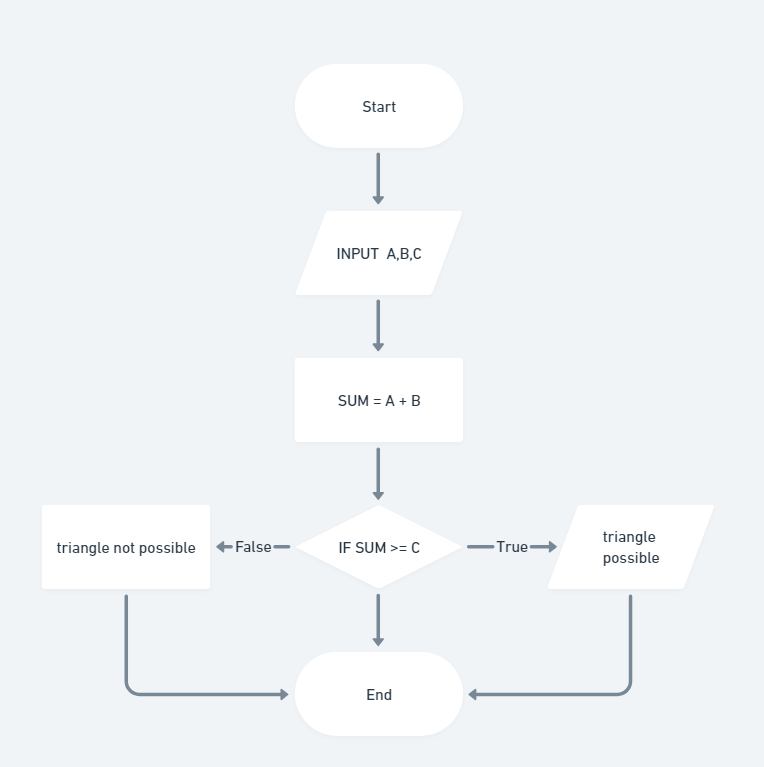 Start
INPUT  A,B,C
SUM = A + B
triangle not possible
False
IF SUM >= C
True
triangle
possible
End